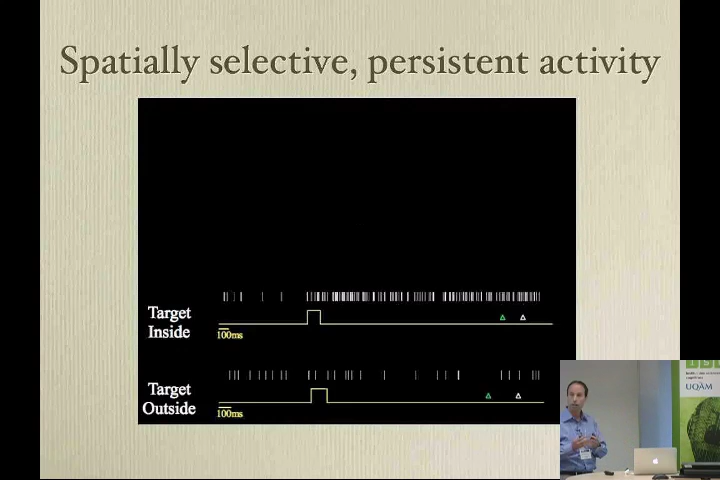 Spatially selective, persistent activity
Target
Inside
100ms
Target
Outside
100ms
UQÀM